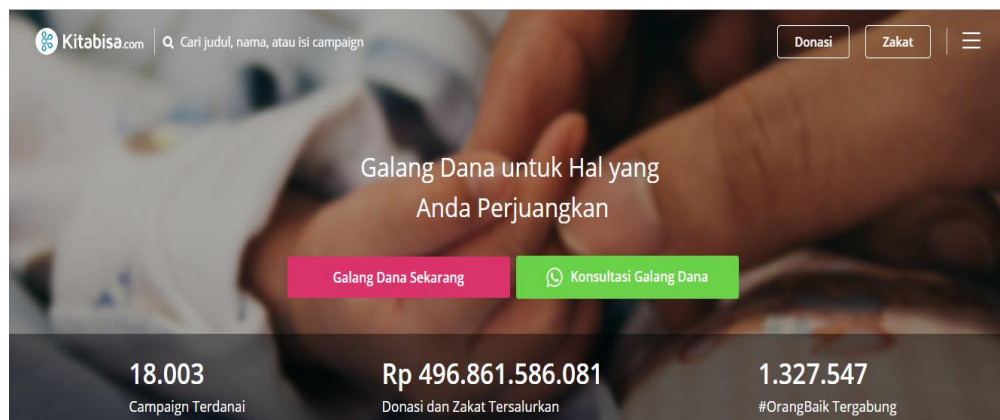 Kitabisa.com
Cari judul, nama, atau isi campaign
Donasi
Zakat
Galang Dana untuk Hal yang
Anda Perjuangkan
Galang Dana Sekarang
Konsultasi Galang Dana
18.003
Rp 496.861.586.081
1.327.547
Campaign Terdanai
Donasi dan Zakat Tersalurkan
#OrangBaik Tergabung